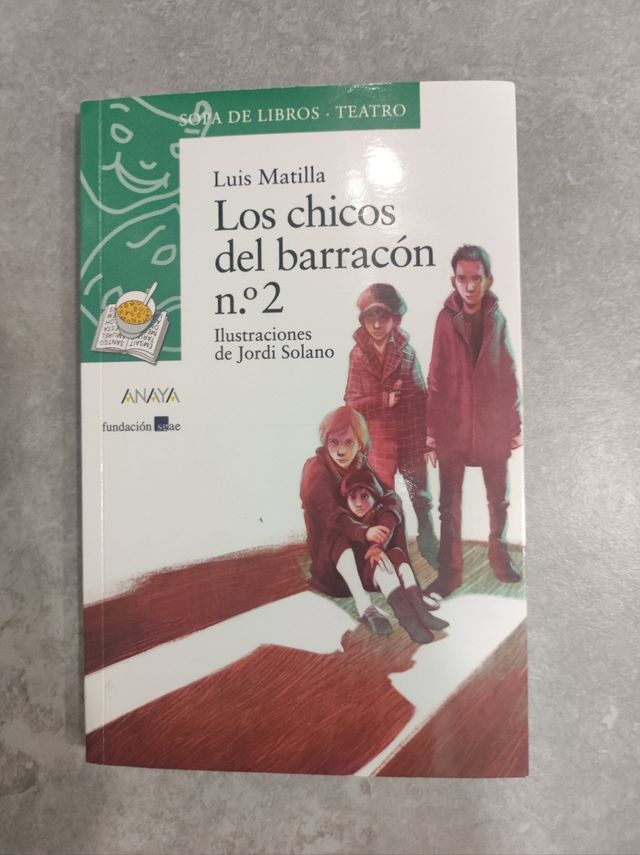 SOPA DE LIBROS · TEATRO
Luis Matilla
Los chicos
del barracón
n.º 2
Ilustraciones
de Jordi Solano
ANAYA
fundación sgae